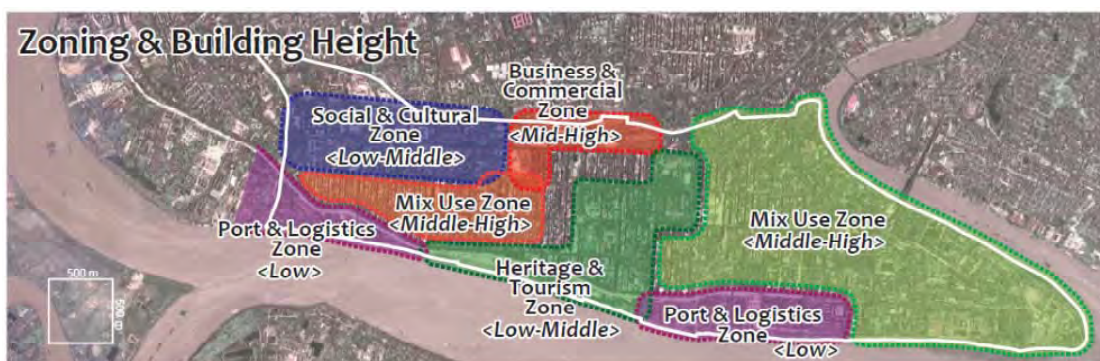 Zoning & Building Height
Business &
Commercial
Zone
<Mid-High>
Social & Cultural
Zone
<Low-Middle>
Mix Use Zone
<Middle-High>
Port & Logistics
Zone
<Low>
Mix Use Zone
<Middle-High>
Heritage &
Tourism
Zone
<Low-Middle>
Port & Logistics
Zone
<Low>
500 m
500 m